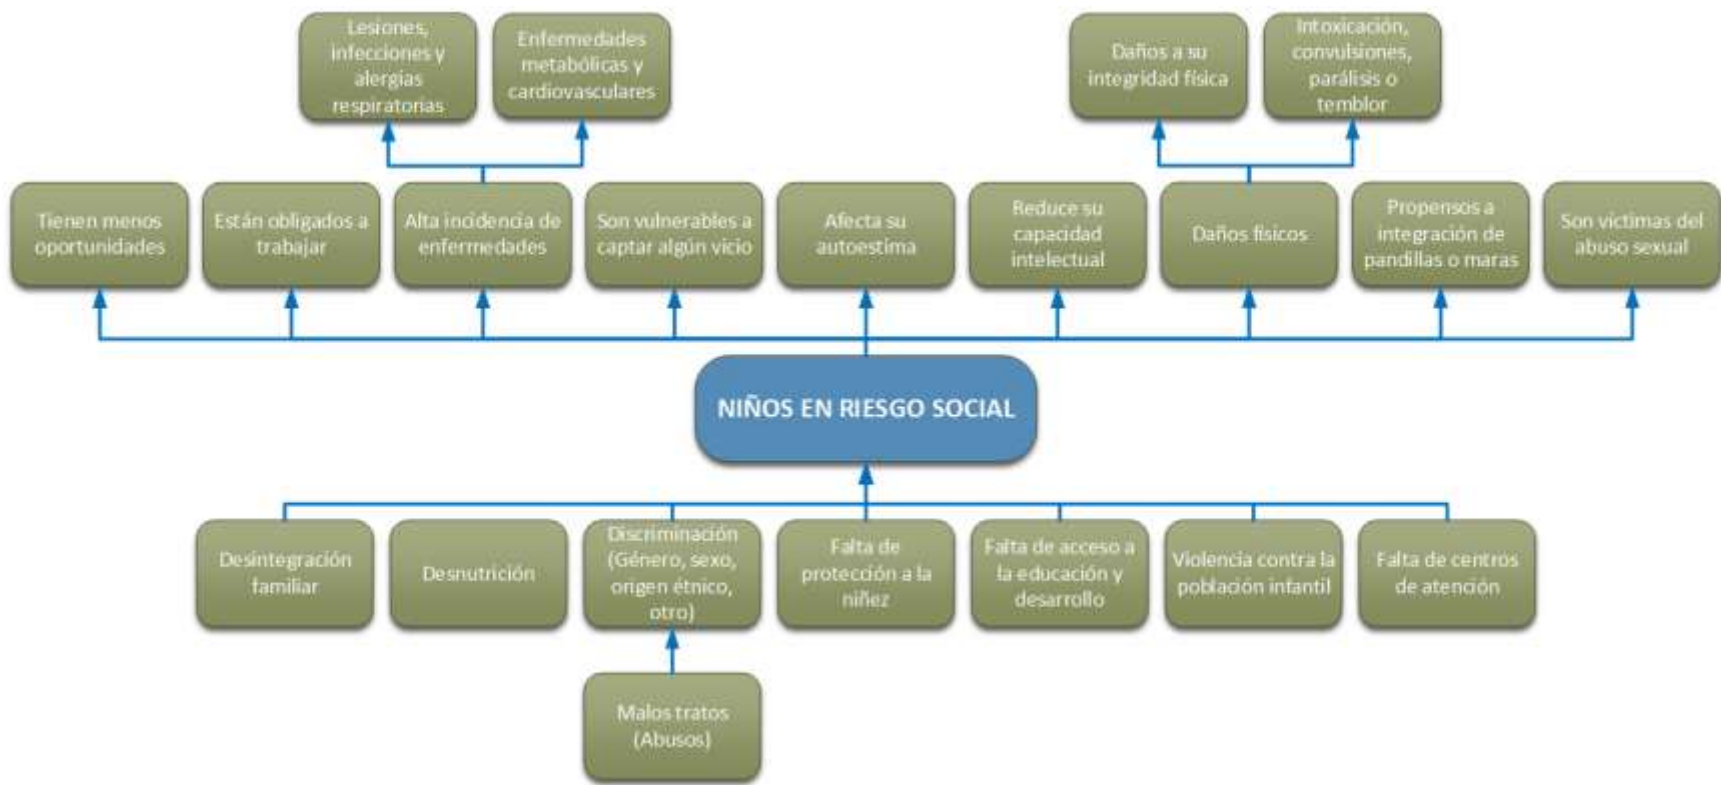 Lesiones,
infecciones y
alergias
respiratorias
Enfermedades
metabólicas y
cardiovasculares
Daños a su
integridad física
Intoxicación,
convulsiones,
parálisis o
temblor
Tienen menos
oportunidades
Están obligados a
trabajar
Alta incidencia de
enfermedades
Son vulnerables a
captar algún vicio
Afecta su
autoestima
Reduce su
capacidad
intelectual
Daños físicos
Propensos a
integración de
pandillas o maras
Son víctimas del
abuso sexual
NIÑOS EN RIESGO SOCIAL
Desintegración
familiar
Desnutrición
Discriminación
(Género, sexo,
origen étnico,
otro)
Falta de
protección a la
niñez
Falta de acceso a
la educación y
desarrollo
Violencia contra la
población infantil
Falta de centros
de atención
Malos tratos
(Abusos)